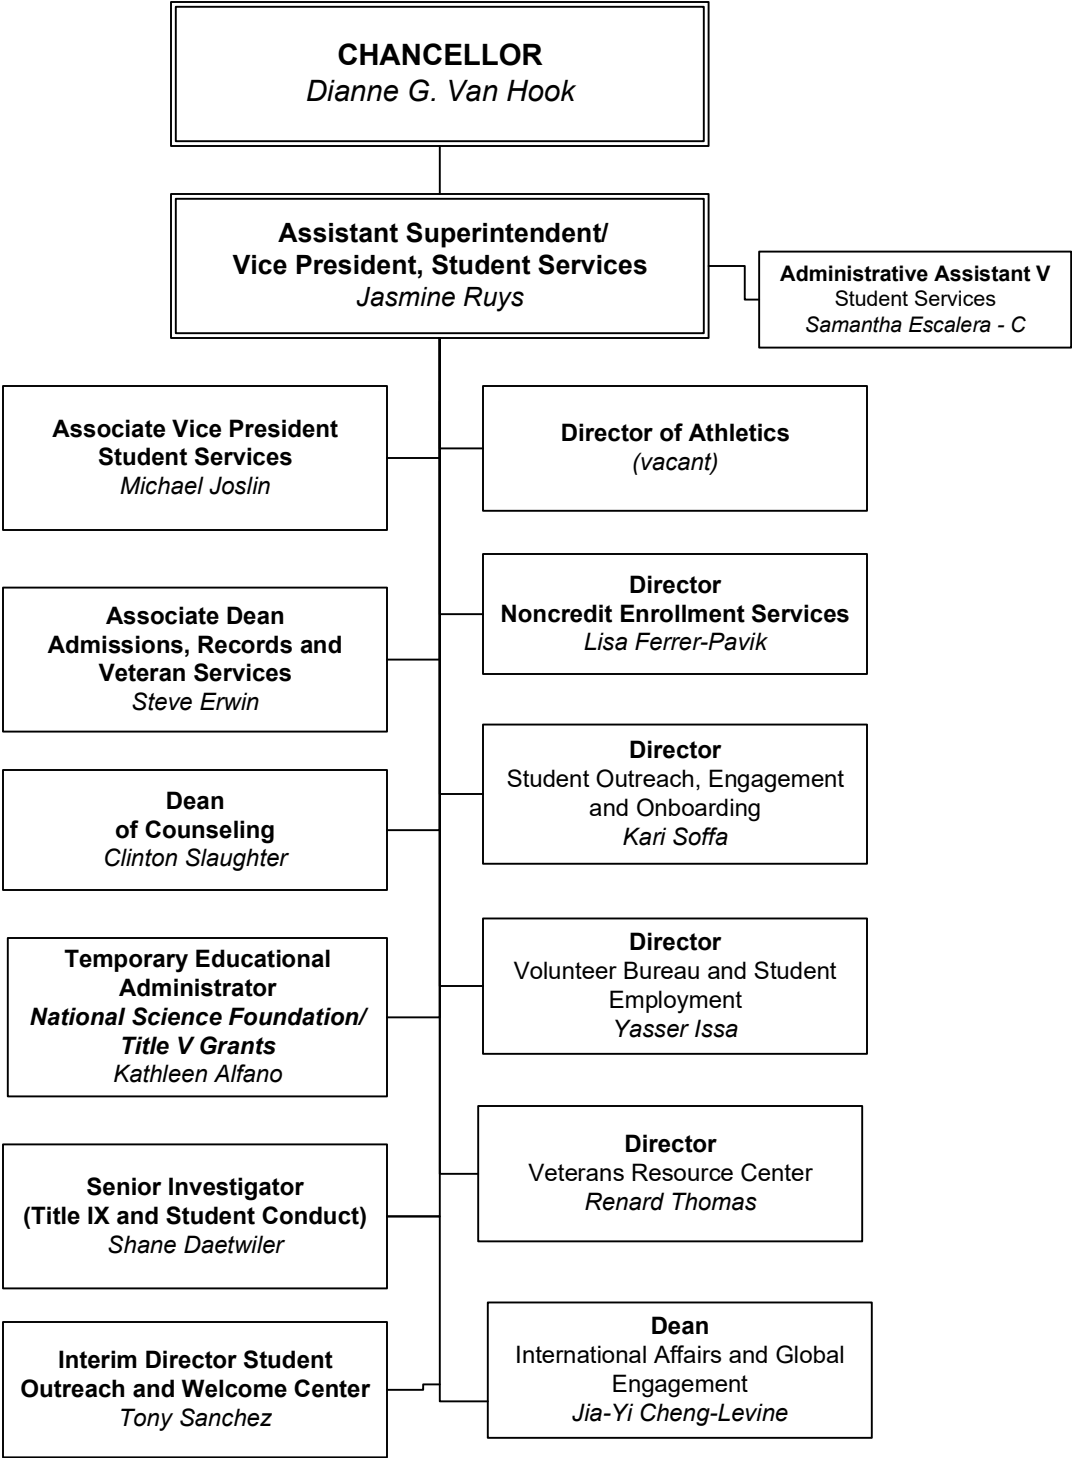 CHANCELLOR
Dianne G. Van Hook
Assistant Superintendent/
Vice President, Student Services
Jasmine Ruys
Administrative Assistant V
Student Services
Samantha Escalera - C
Associate Vice President
Student Services
Michael Joslin
Director of Athletics
(vacant)
Associate Dean
Admissions, Records and
Veteran Services
Steve Erwin
Director
Noncredit Enrollment Services
Lisa Ferrer-Pavik
Dean
of Counseling
Clinton Slaughter
Director
Student Outreach, Engagement
and Onboarding
Kari Soffa
Temporary Educational
Administrator
National Science Foundation/
Title V Grants
Kathleen Alfano
Director
Volunteer Bureau and Student
Employment
Yasser Issa
Senior Investigator
(Title IX and Student Conduct)
Shane Daetwiler
Director
Veterans Resource Center
Renard Thomas
Interim Director Student
Outreach and Welcome Center
Tony Sanchez
Dean
International Affairs and Global
Engagement
Jia-Yi Cheng-Levine